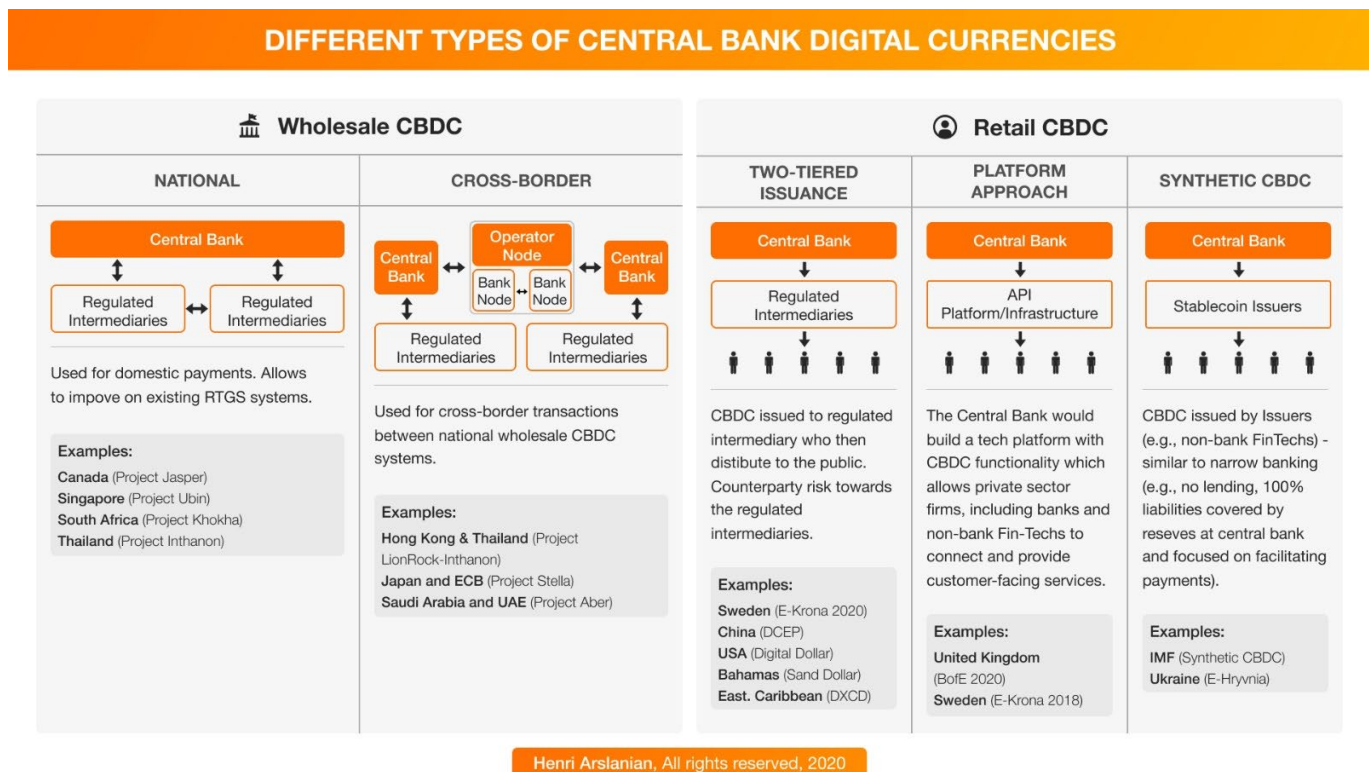 DIFFERENT TYPES OF CENTRAL BANK DIGITAL CURRENCIES
Wholesale CBDC
NATIONAL
Central Bank
Regulated
Intermediaries
Regulated
Intermediaries
Used for domestic payments. Allows
to impove on existing RTGS systems.
Examples:
Canada (Project Jasper)
Singapore (Project Ubin)
South Africa (Project Khokha)
Thailand (Project Inthanon)
CROSS-BORDER
Central
Bank
Operator
Node
Bank
Node
Bank
Node
Central
Bank
Regulated
Intermediaries
Regulated
Intermediaries
Used for cross-border transactions
between national wholesale CBDC
systems.
Examples:
Hong Kong & Thailand (Project
LionRock-Inthanon)
Japan and ECB (Project Stella)
Saudi Arabia and UAE (Project Aber)
Retail CBDC
TWO-TIERED
ISSUANCE
Central Bank
Regulated
Intermediaries
CBDC issued to regulated
intermediary who then
distibute to the public.
Counterparty risk towards
the regulated
intermediaries.
Examples:
Sweden (E-Krona 2020)
China (DCEP)
USA (Digital Dollar)
Bahamas (Sand Dollar)
East. Caribbean (DXCD)
PLATFORM
APPROACH
Central Bank
API
Platform/Infrastructure
The Central Bank would
build a tech platform with
CBDC functionality which
allows private sector
firms, including banks and
non-bank Fin-Techs to
connect and provide
customer-facing services.
Examples:
United Kingdom
(BofE 2020)
Sweden (E-Krona 2018)
SYNTHETIC CBDC
Central Bank
Stablecoin Issuers
CBDC issued by Issuers
(e.g., non-bank FinTechs) -
similar to narrow banking
(e.g., no lending, 100%
liabilities covered by
reseves at central bank
and focused on facilitating
payments).
Examples:
IMF (Synthetic CBDC)
Ukraine (E-Hryvnia)
Henri Arslanian, All rights reserved, 2020